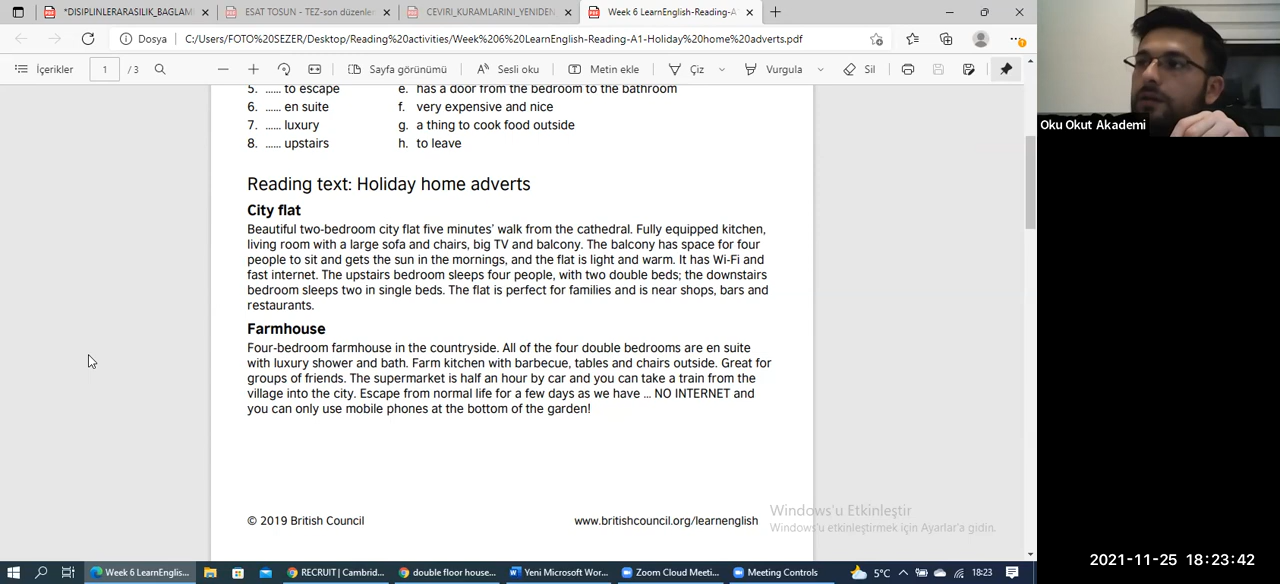 *DISIPLINLERARASILIK_BAGLAM
ESAT TOSUN - TEZ-son düzenler
CEVIRI_KURAMLARINI_YENIDEN
Week 6 LearnEnglish-Reading-A
Dosya
C:/Users/FOTO%20SEZER/Desktop/Reading%20activities/Week%206%20LearnEnglish-Reading-A1-Holiday%20home%20adverts.pdf
İçerikler
1 /3
Sayfa görünümü
Sesli oku
Metin ekle
Çiz
Vurgula
Sil
5. ...... to escape e. has a door from the bedroom to the bathroom
6. ...... en suite f. very expensive and nice
7. ...... luxury g. a thing to cook food outside
8. ...... upstairs h. to leave
Reading text: Holiday home adverts
City flat
Beautiful two-bedroom city flat five minutes' walk from the cathedral. Fully equipped kitchen,
living room with a large sofa and chairs, big TV and balcony. The balcony has space for four
people to sit and gets the sun in the mornings, and the flat is light and warm. It has Wi-Fi and
fast internet. The upstairs bedroom sleeps four people, with two double beds; the downstairs
bedroom sleeps two in single beds. The flat is perfect for families and is near shops, bars and
restaurants.
Farmhouse
Four-bedroom farmhouse in the countryside. All of the four double bedrooms are en suite
with luxury shower and bath. Farm kitchen with barbecue, tables and chairs outside. Great for
groups of friends. The supermarket is half an hour by car and you can take a train from the
village into the city. Escape from normal life for a few days as we have ... NO INTERNET and
you can only use mobile phones at the bottom of the garden!
© 2019 British Council
www.britishcouncil.org/learnenglish
Windows'u Etkinleştir
Windows'u etkinleştirmek için Ayarlar'a gidin.
Oku Okut Akademi
2021-11-25 18:23:42
Week 6 LearnEnglis...
RECRUIT | Cambrid...
double floor house...
Yeni Microsoft Wor...
Zoom Cloud Meeti...
Meeting Controls
5°C
18:23